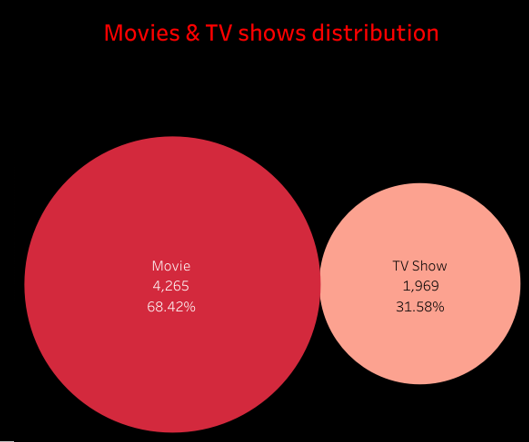 Movies & TV shows distribution
Movie
4,265
68.42%
TV Show
1,969
31.58%